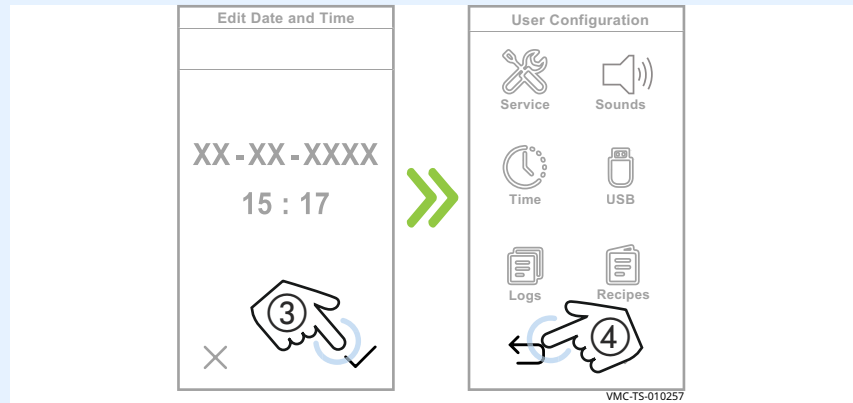 Edit Date and Time
XX-XX-XXXX
15 : 17
3
User Configuration
Service
Sounds
Time
USB
Logs
Recipes
4
VMC-TS-010257